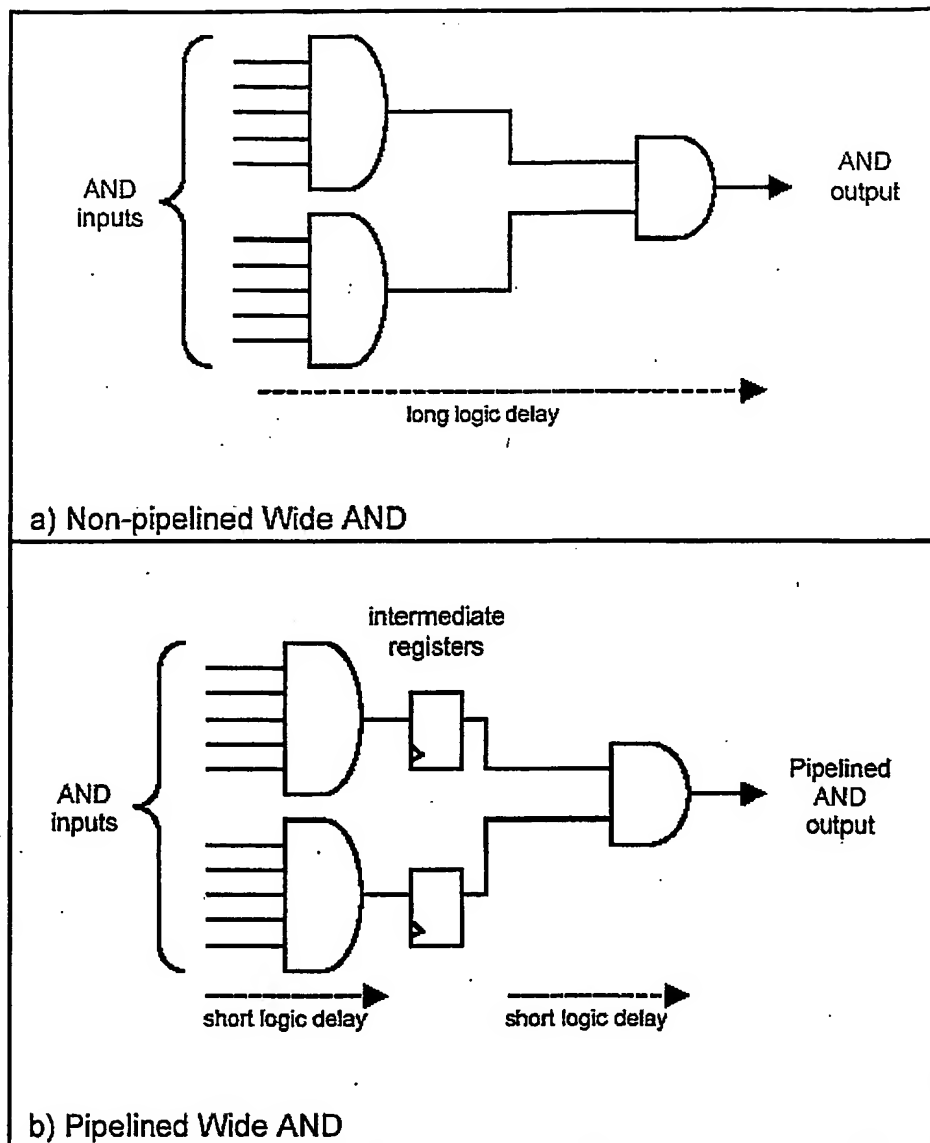 AND
inputs
AND
output
long logic delay
a) Non-pipelined Wide AND
intermediate
registers
AND
inputs
Pipelined
AND
output
short logic delay
short logic delay
b) Pipelined Wide AND